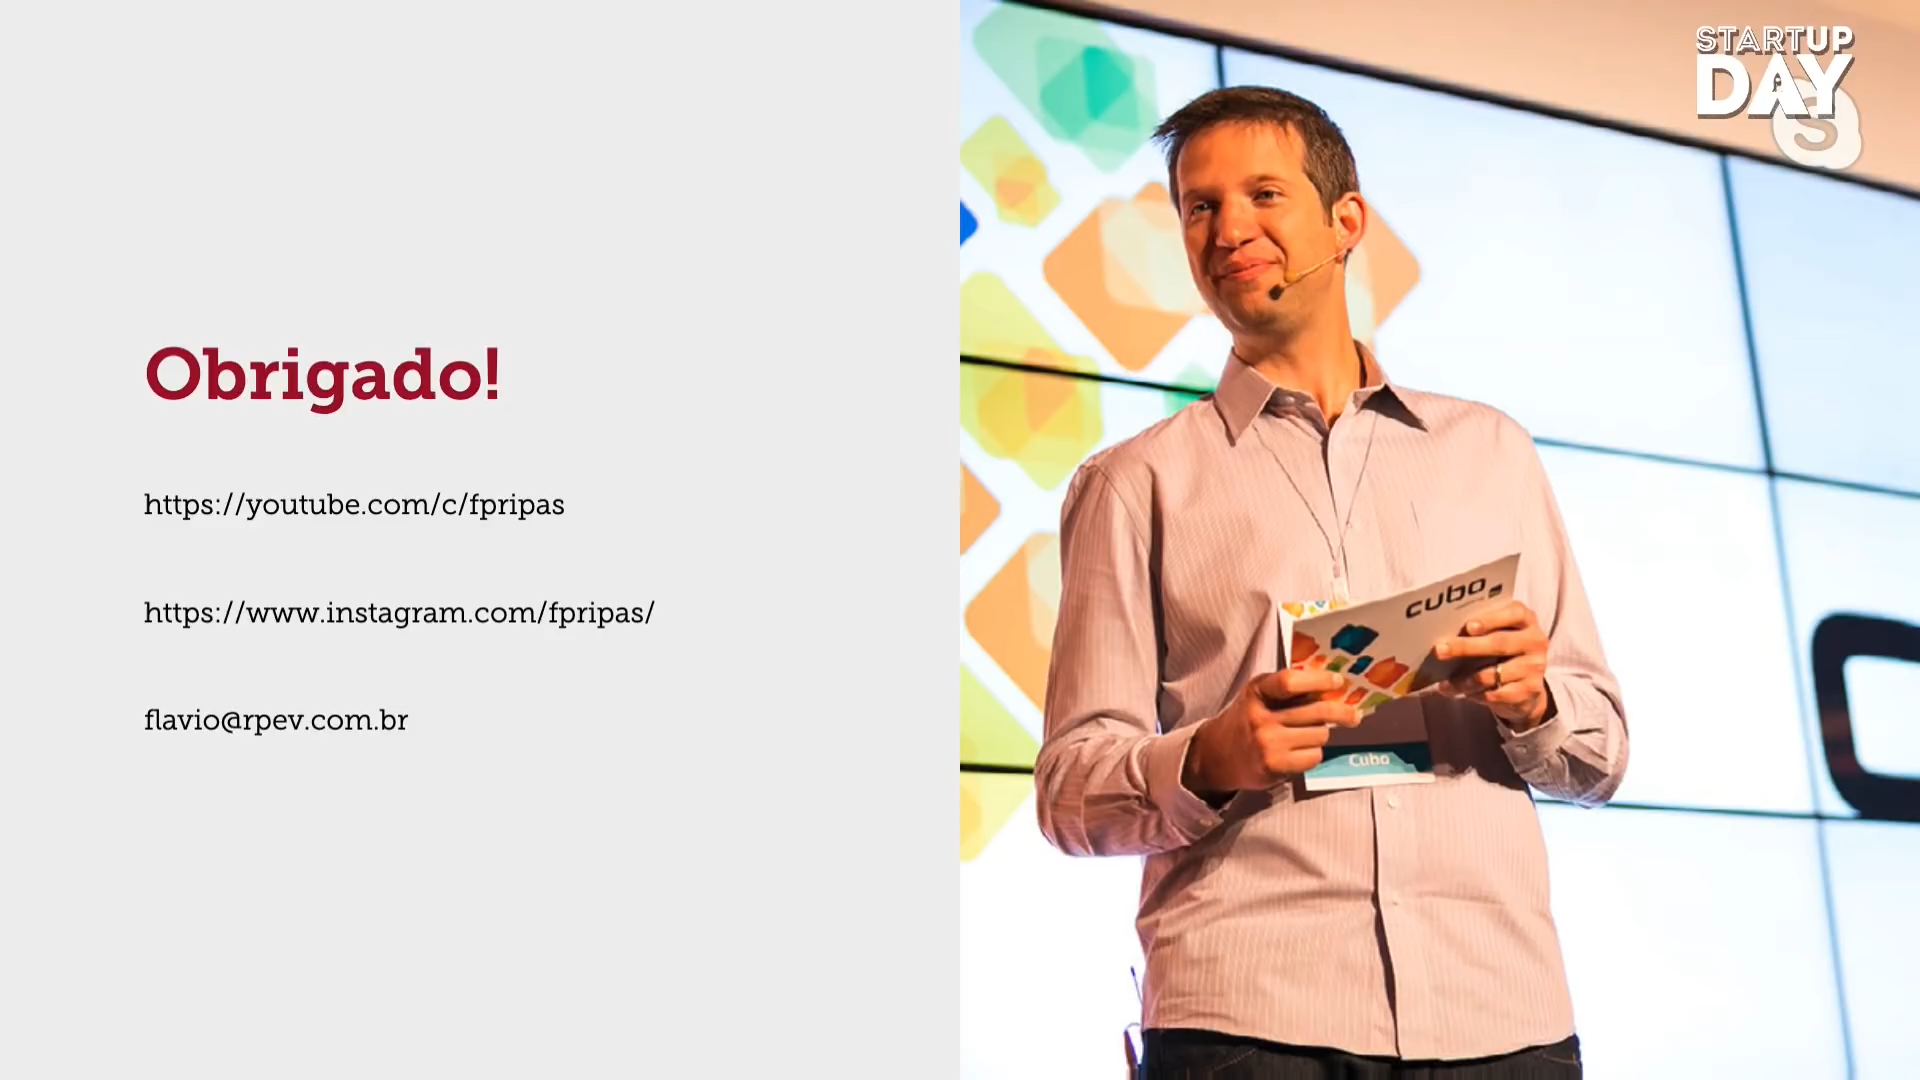 STARTUP
DAY
S
Obrigado!
https://youtube.com/c/fpripas
https://www.instagram.com/fpripas/
flavio@rpev.com.br
cubo
Cubo